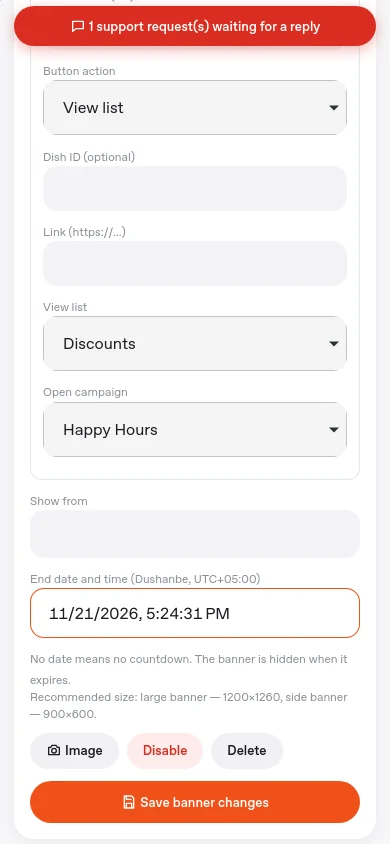 1 support request(s) waiting for a reply
Button action
View list
Dish ID (optional)
Link (https://...)
View list
Discounts
Open campaign
Happy Hours
Show from
End date and time (Dushanbe, UTC+05:00)
11/21/2026, 5:24:31 PM
No date means no countdown. The banner is hidden when it
expires.
Recommended size: large banner — 1200×1260, side banner
— 900×600.
Image
Disable
Delete
Save banner changes